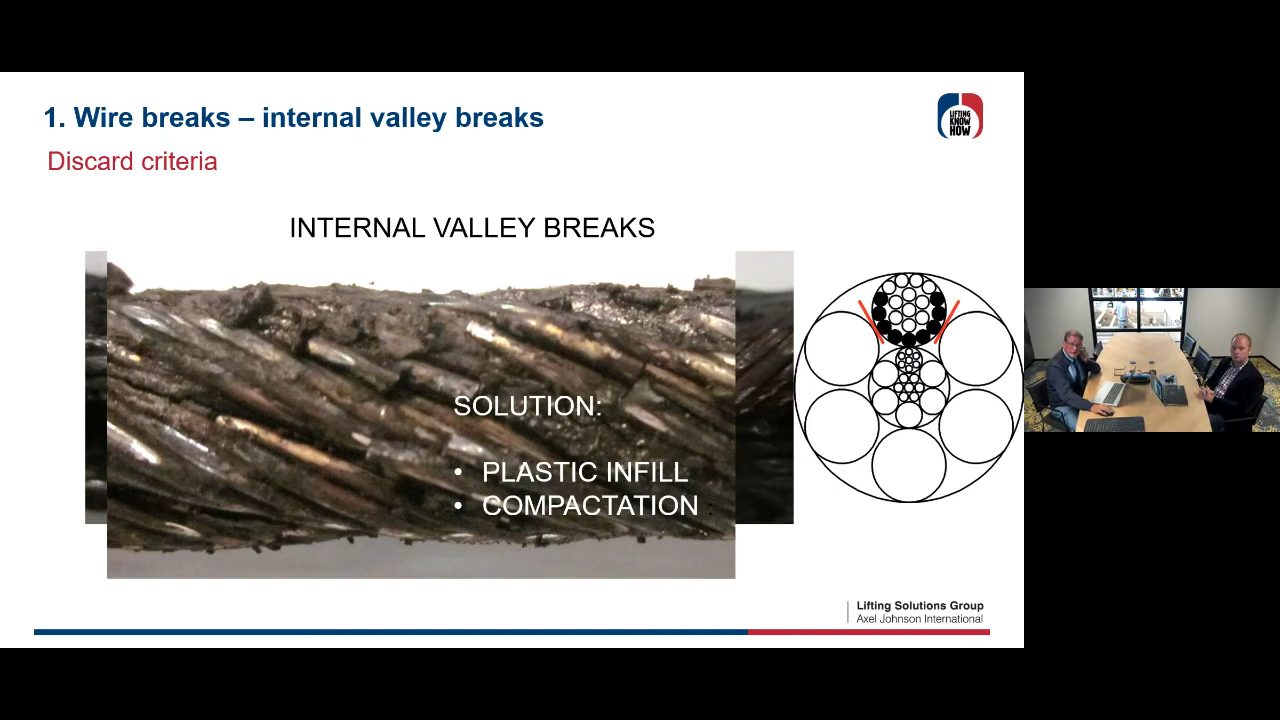 1. Wire breaks – internal valley breaks
Discard criteria
LIFTING
KNOW
HOW
INTERNAL VALLEY BREAKS
SOLUTION:
• PLASTIC INFILL
• COMPACTATION :
Lifting Solutions Group
Axel Johnson International